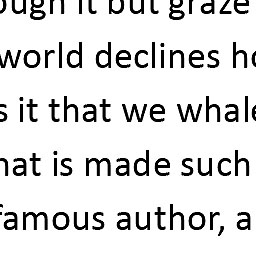 ough it but graze
world declines ho
s it that we whale
hat is made such
famous author, a